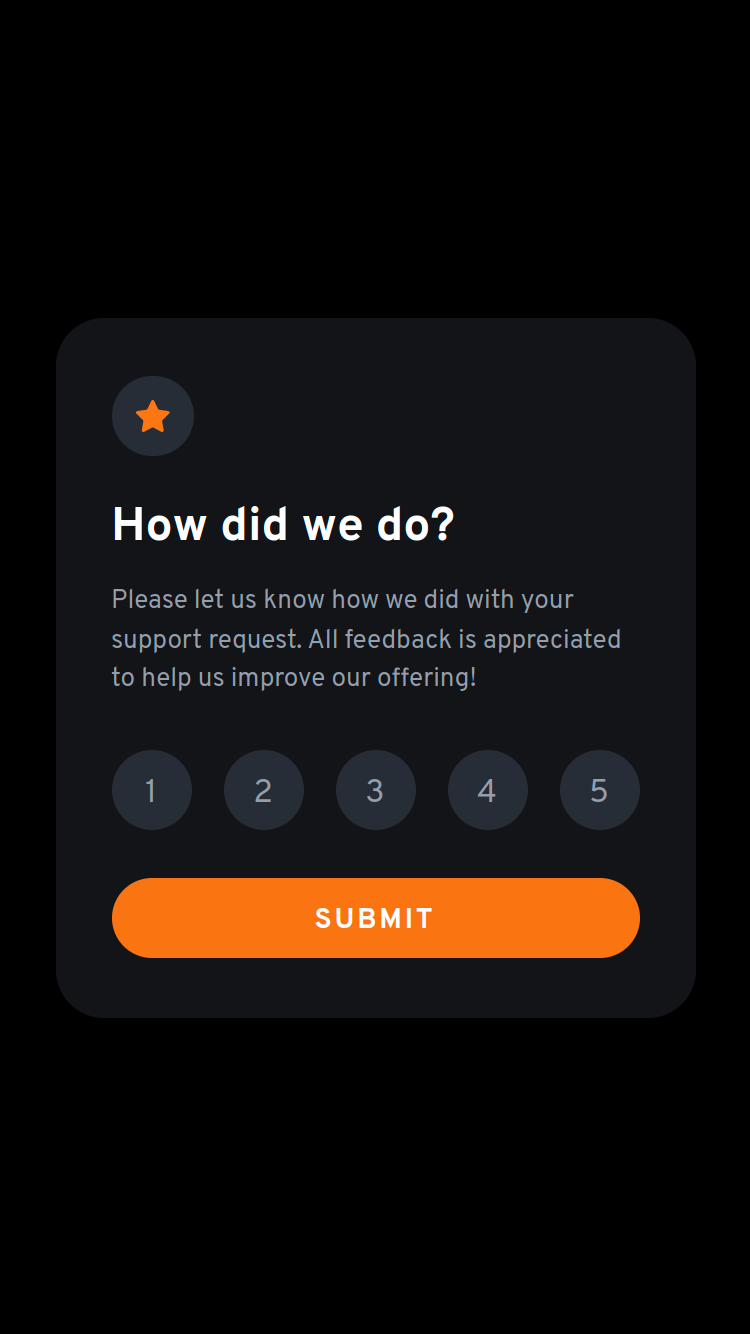 How did we do?
Please let us know how we did with your
support request. All feedback is appreciated
to help us improve our offering!
1 2 3 4 5
SUBMIT